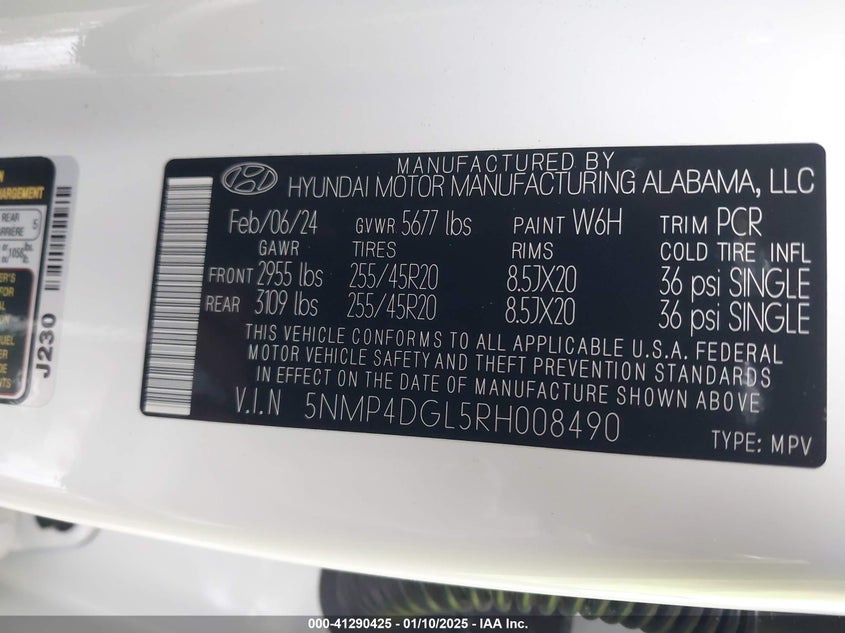 MANUFACTURED BY
HYUNDAI MOTOR MANUFACTURING ALABAMA, LLC
Feb/06/24 GVWR 5677 lbs PAINT W6H TRIM PCR
GAWR TIRES RIMS COLD TIRE INFL
FRONT 2955 lbs 255/45R20 8.5JX20 36 psi SINGLE
REAR 3109 lbs 255/45R20 8.5JX20 36 psi SINGLE
THIS VEHICLE CONFORMS TO ALL APPLICABLE U.S.A. FEDERAL
MOTOR VEHICLE SAFETY AND THEFT PREVENTION STANDARDS
IN EFFECT ON THE DATE OF MANUFACTURE SHOWN ABOVE
V.I.N 5NMP4DGL5RH008490
TYPE: MPV
REAR
5
J230
J230
000-41290425 - 01/10/2025 - IAA Inc.